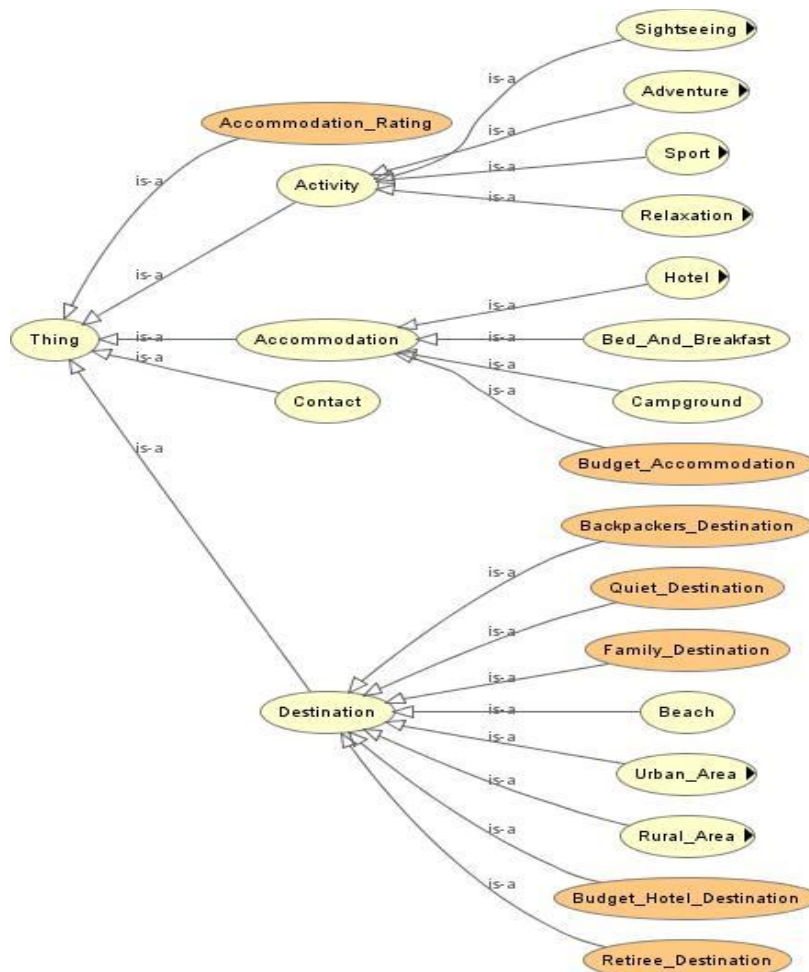 Sightseeing
is-a
Adventure
Accommodation_Rating
is-a
Sport
is-a
Activity
is-a
is-a
Relaxation
is-a
Hotel
is-a
Thing
is-a
Accommodation
is-a
Bed_And_Breakfast
is-a
is-a
Contact
Campground
is-a
is-a
Budget_Accommodation
Backpackers_Destination
is-a
Quiet_Destination
is-a
Family_Destination
is-a
Destination
is-a
Beach
is-a
Urban_Area
is-a
Rural_Area
is-a
Budget_Hotel_Destination
is-a
Retiree_Destination